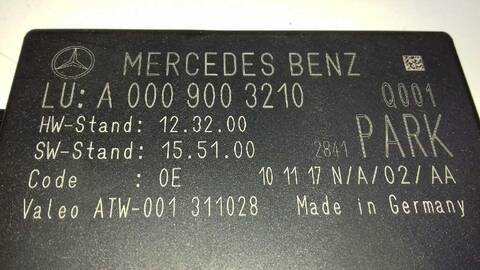 MERCEDES BENZ
LU: A 000 900 3210 Q001
HW-Stand: 12.32.00
SW-Stand: 15.51.00 2841 PARK
Code : 0E 10 11 17 N/A/02/AA
Valeo ATW-001 311028 Made in Germany